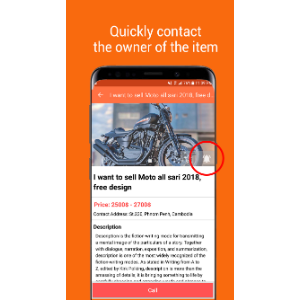 Quickly contact
the owner of the item
I want to sell Moto all sari 2018, free d...
I want to sell Moto all sari 2018,
free design
Price: 2500$ - 2700$
Contact Address: St.
Phnom Penh, Cambodia
Description
Description is the fiction-writing mode for transmitting
a mental image of the particulars of a story. Together
with dialogue, narration, exposition, and summarization,
description is one of the most widely recognized of the
fiction-writing modes. As stated in Writing from A to
Z, edited by Kirk Polking, description is more than the
amassing of details; it is bringing something to life by
Call